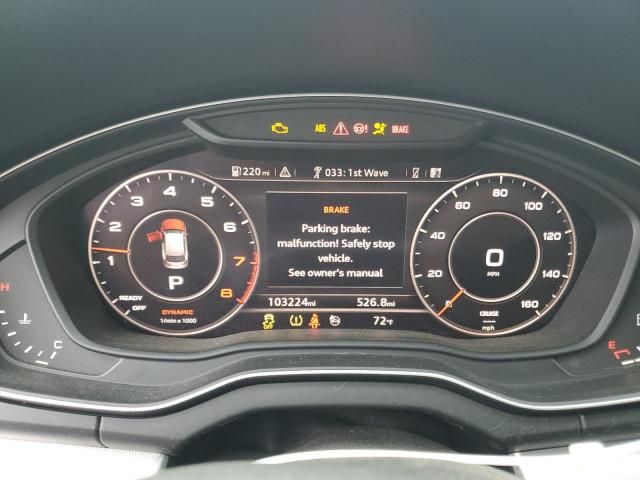 ABS BRAKE
220 mi 033: 1st Wave
BRAKE
Parking brake:
malfunction! Safely stop
vehicle.
See owner's manual
103224mi 526.8mi
OFF 72°F
1 2 3 4 5 6 7 8
P
READY
OFF
DYNAMIC
1/min x 1000
0 20 40 60 80 100 120 140 160
0
MPH
CRUISE
mph
H
C
E